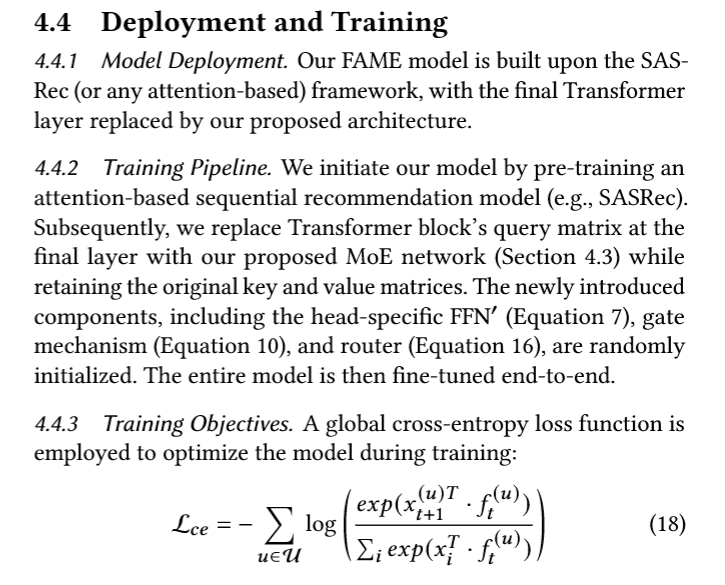 4.4 Deployment and Training
4.4.1 Model Deployment. Our FAME model is built upon the SAS-
Rec (or any attention-based) framework, with the final Transformer
layer replaced by our proposed architecture.
4.4.2 Training Pipeline. We initiate our model by pre-training an
attention-based sequential recommendation model (e.g., SASRec).
Subsequently, we replace Transformer block's query matrix at the
final layer with our proposed MoE network (Section 4.3) while
retaining the original key and value matrices. The newly introduced
components, including the head-specific FFN′ (Equation 7), gate
mechanism (Equation 10), and router (Equation 16), are randomly
initialized. The entire model is then fine-tuned end-to-end.
4.4.3 Training Objectives. A global cross-entropy loss function is
employed to optimize the model during training:
\mathcal{L}_{ce} = - \sum_{u \in \mathcal{U}} \log \left( \frac{exp(x_{t+1}^{(u)T} \cdot f_t^{(u)})}{\sum_i exp(x_i^T \cdot f_t^{(u)})} \right) (18)